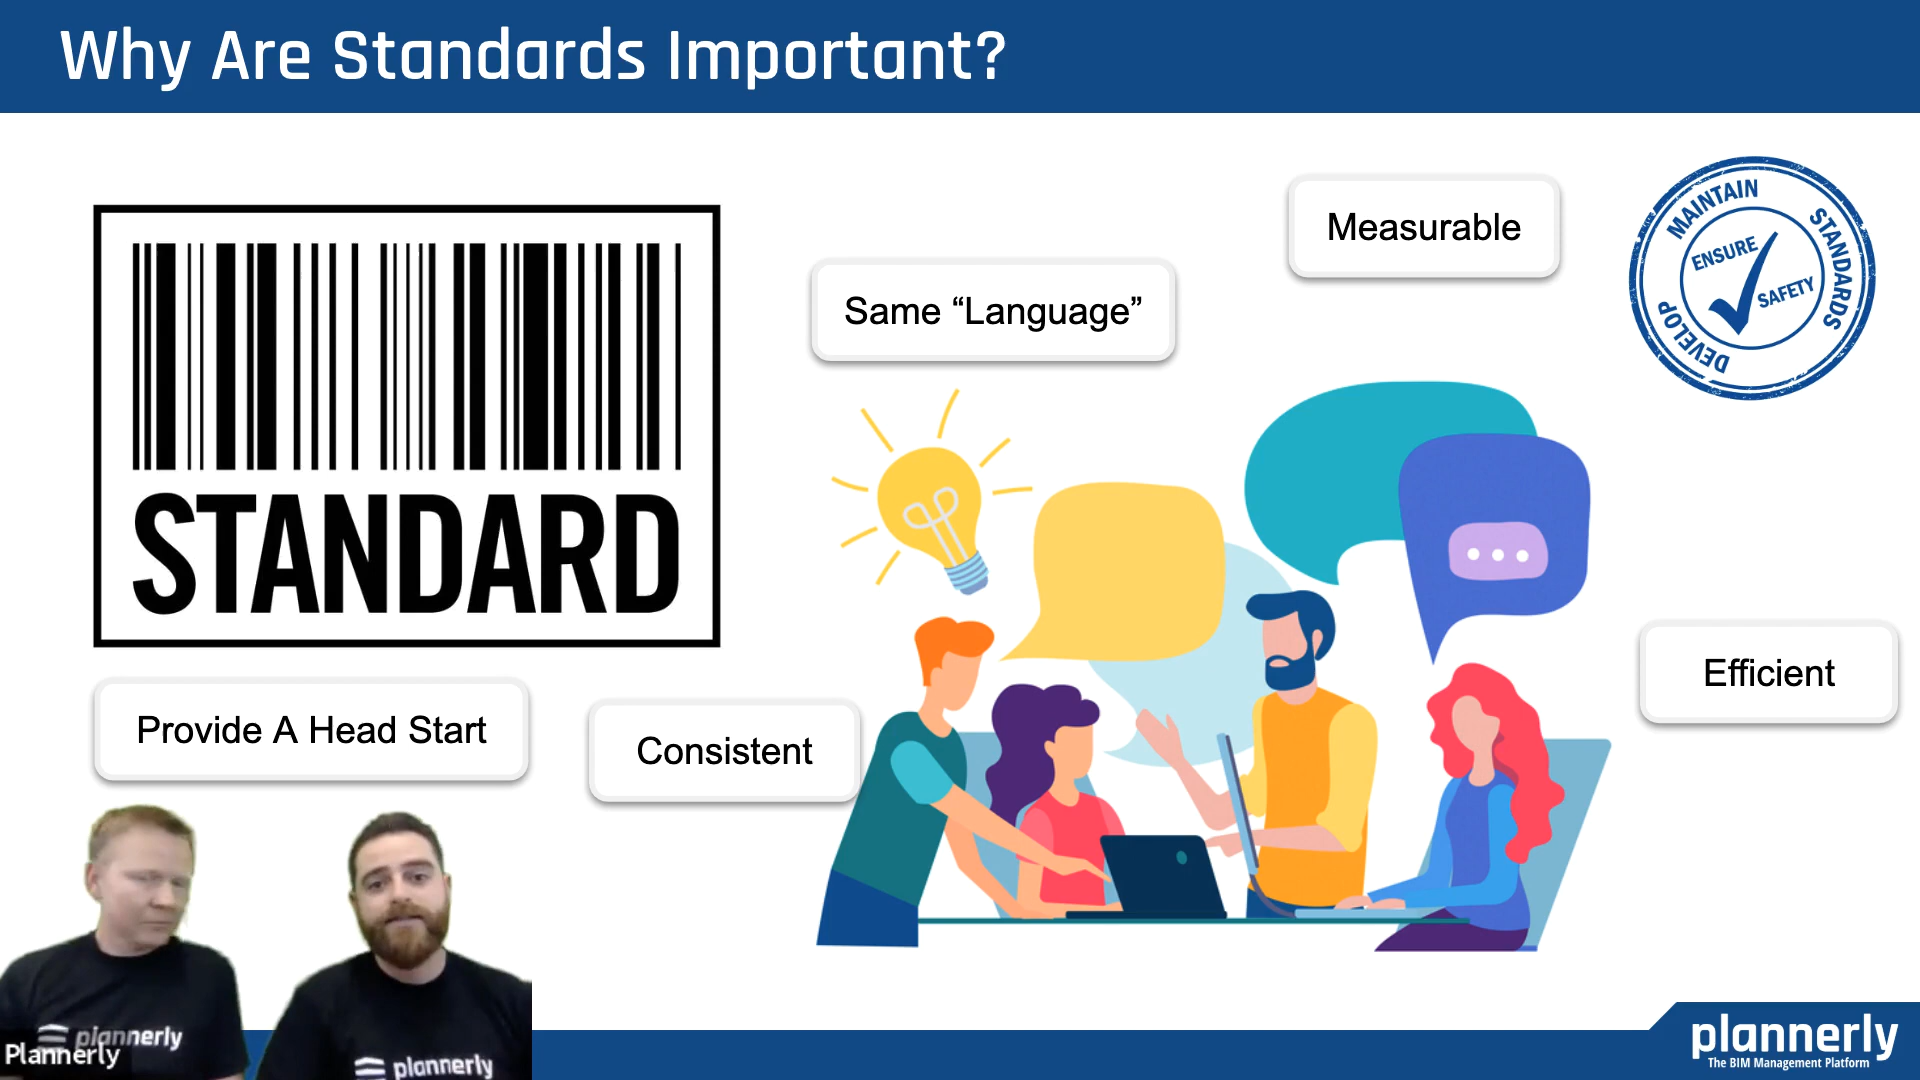 Why Are Standards Important?
Measurable
MAINTAIN
STANDARDS
DEVELOP
ENSURE
SAFETY
Same “Language”
STANDARD
Efficient
Provide A Head Start
Consistent
plannerly
plannerly
Plannerly
plannerly
The BIM Management Platform